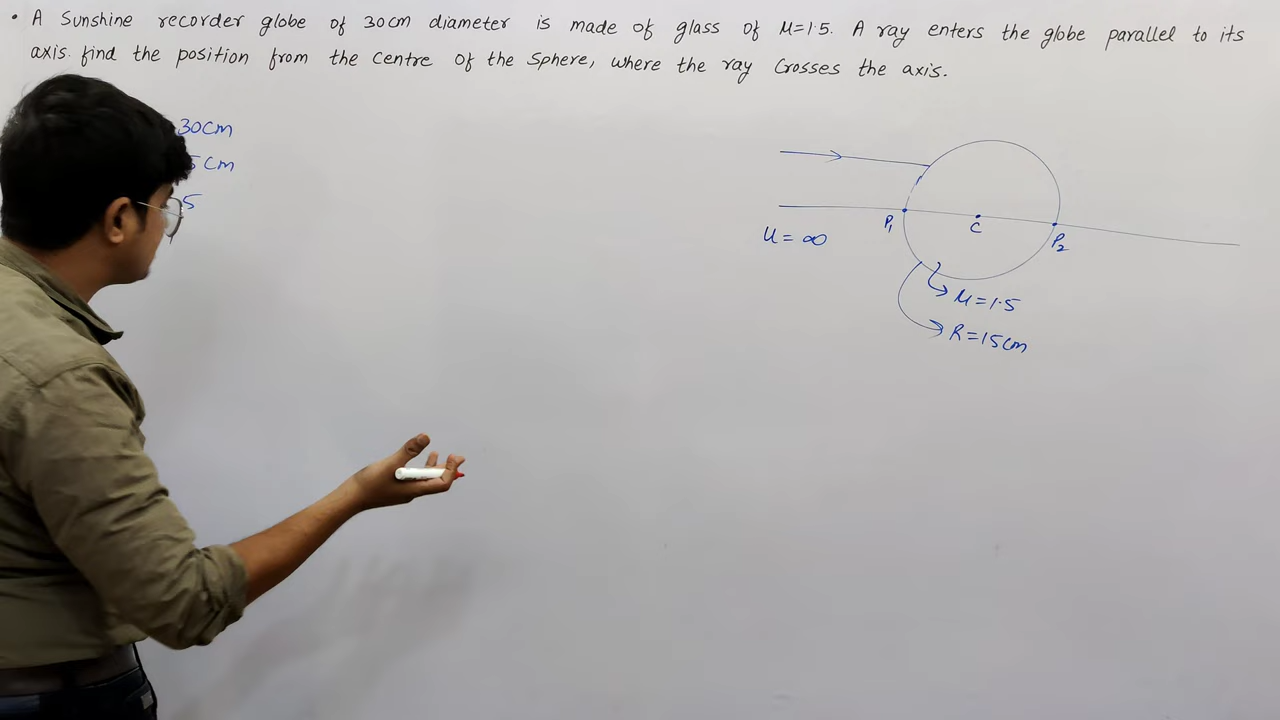 • A Sunshine recorder globe of 30cm diameter is made of glass of μ=1.5. A ray enters the globe parallel to its
axis. find the position from the Centre of the Sphere, where the ray Crosses the axis.
30cm
5cm
5
P₁
C
P₂
u=∞
μ=1.5
R=15cm